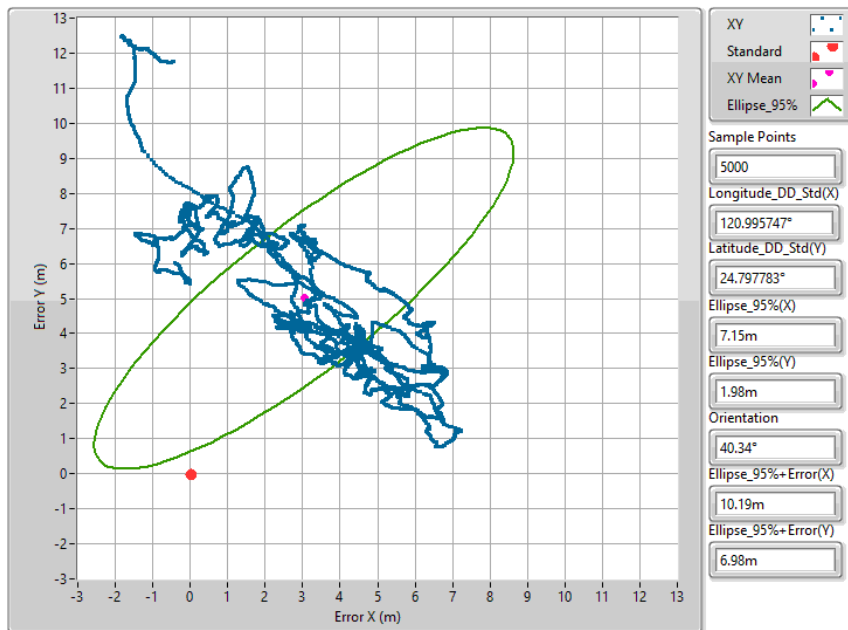 13
12
11
10
9
8
7
6
5
4
3
2
1
0
-1
-2
-3
Error Y (m)
-3 -2 -1 0 1 2 3 4 5 6 7 8 9 10 11 12 13
Error X (m)
XY
Standard
XY Mean
Ellipse_95%
Sample Points
5000
Longitude_DD_Std(X)
120.995747°
Latitude_DD_Std(Y)
24.797783°
Ellipse_95%(X)
7.15m
Ellipse_95%(Y)
1.98m
Orientation
40.34°
Ellipse_95%+Error(X)
10.19m
Ellipse_95%+Error(Y)
6.98m